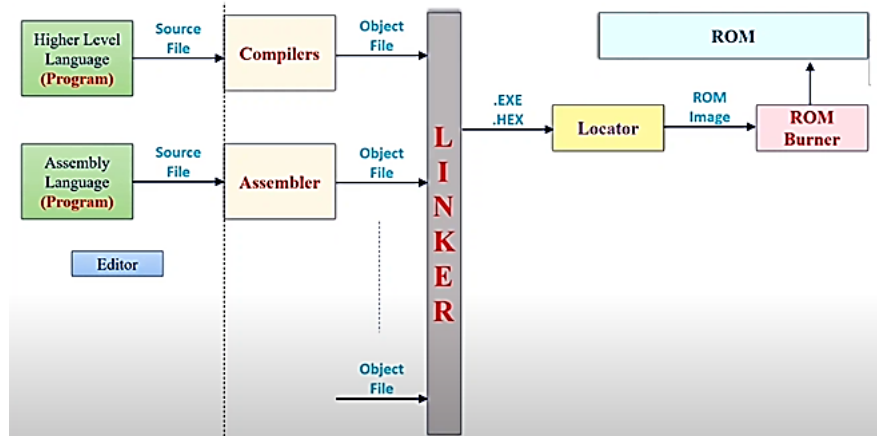 Higher Level
Language
(Program)
Source
File
Compilers
Object
File
ROM
.EXE
.HEX
Locator
ROM
Image
ROM
Burner
LINKER
Assembly
Language
(Program)
Source
File
Assembler
Object
File
Editor
Object
File